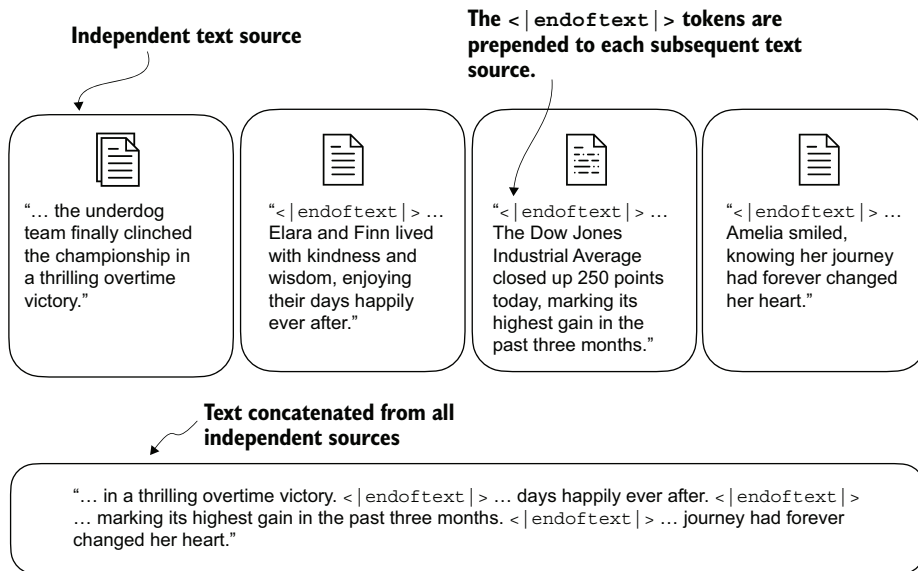 Independent text source
The <|endoftext|> tokens are
prepended to each subsequent text
source.
“… the underdog
team finally clinched
the championship in
a thrilling overtime
victory.”
“<|endoftext|> …
Elara and Finn lived
with kindness and
wisdom, enjoying
their days happily
ever after.”
“<|endoftext|> …
The Dow Jones
Industrial Average
closed up 250 points
today, marking its
highest gain in the
past three months.”
“<|endoftext|> …
Amelia smiled,
knowing her journey
had forever changed
her heart.”
Text concatenated from all
independent sources
“… in a thrilling overtime victory. <|endoftext|> … days happily ever after. <|endoftext|>
… marking its highest gain in the past three months. <|endoftext|> … journey had forever
changed her heart.”